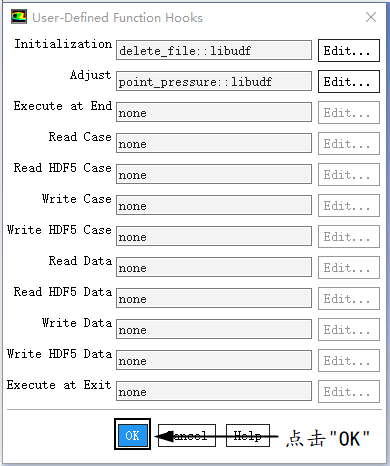 User-Defined Function Hooks
Initialization delete_file::libudf Edit...
Adjust point_pressure::libudf Edit...
Execute at End none Edit...
Read Case none Edit...
Read HDF5 Case none Edit...
Write Case none Edit...
Write HDF5 Case none Edit...
Read Data none Edit...
Read HDF5 Data none Edit...
Write Data none Edit...
Write HDF5 Data none Edit...
Execute at Exit none Edit...
OK Cancel Help 点击"OK"